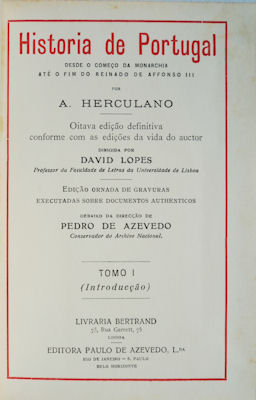 Historia de Portugal
DESDE O COMEÇO DA MONARCHIA
ATÉ O FIM DO REINADO DE AFFONSO III
POR
A. HERCULANO
Oitava edição definitiva
conforme com as edições da vida do auctor
DIRIGIDA POR
DAVID LOPES
Professor da Faculdade de Letras da Universidade de Lisboa
EDIÇÃO ORNADA DE GRAVURAS
EXECUTADAS SOBRE DOCUMENTOS AUTHENTICOS
DEBAIXO DA DIRECÇÃO DE
PEDRO DE AZEVEDO
Conservador do Archivo Nacional.
TOMO I
(Introducção)
LIVRARIA BERTRAND
73, Rua Garrett, 75
LISBOA
EDITORA PAULO DE AZEVEDO, L.DA
RIO DE JANEIRO — S. PAULO
BELO HORIZONTE